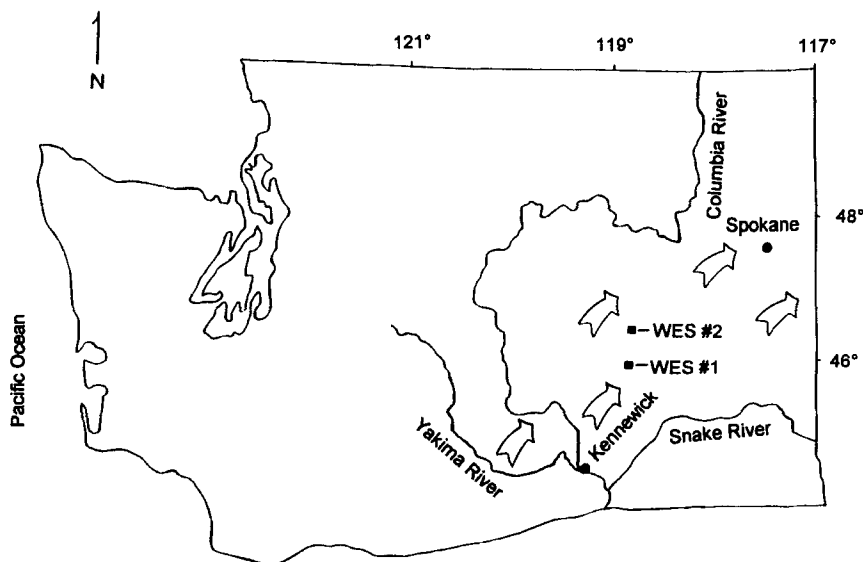 N
121°
119°
117°
Columbia River
48°
Spokane
WES #2
WES #1
46°
Pacific Ocean
Kennewick
Snake River
Yakima River